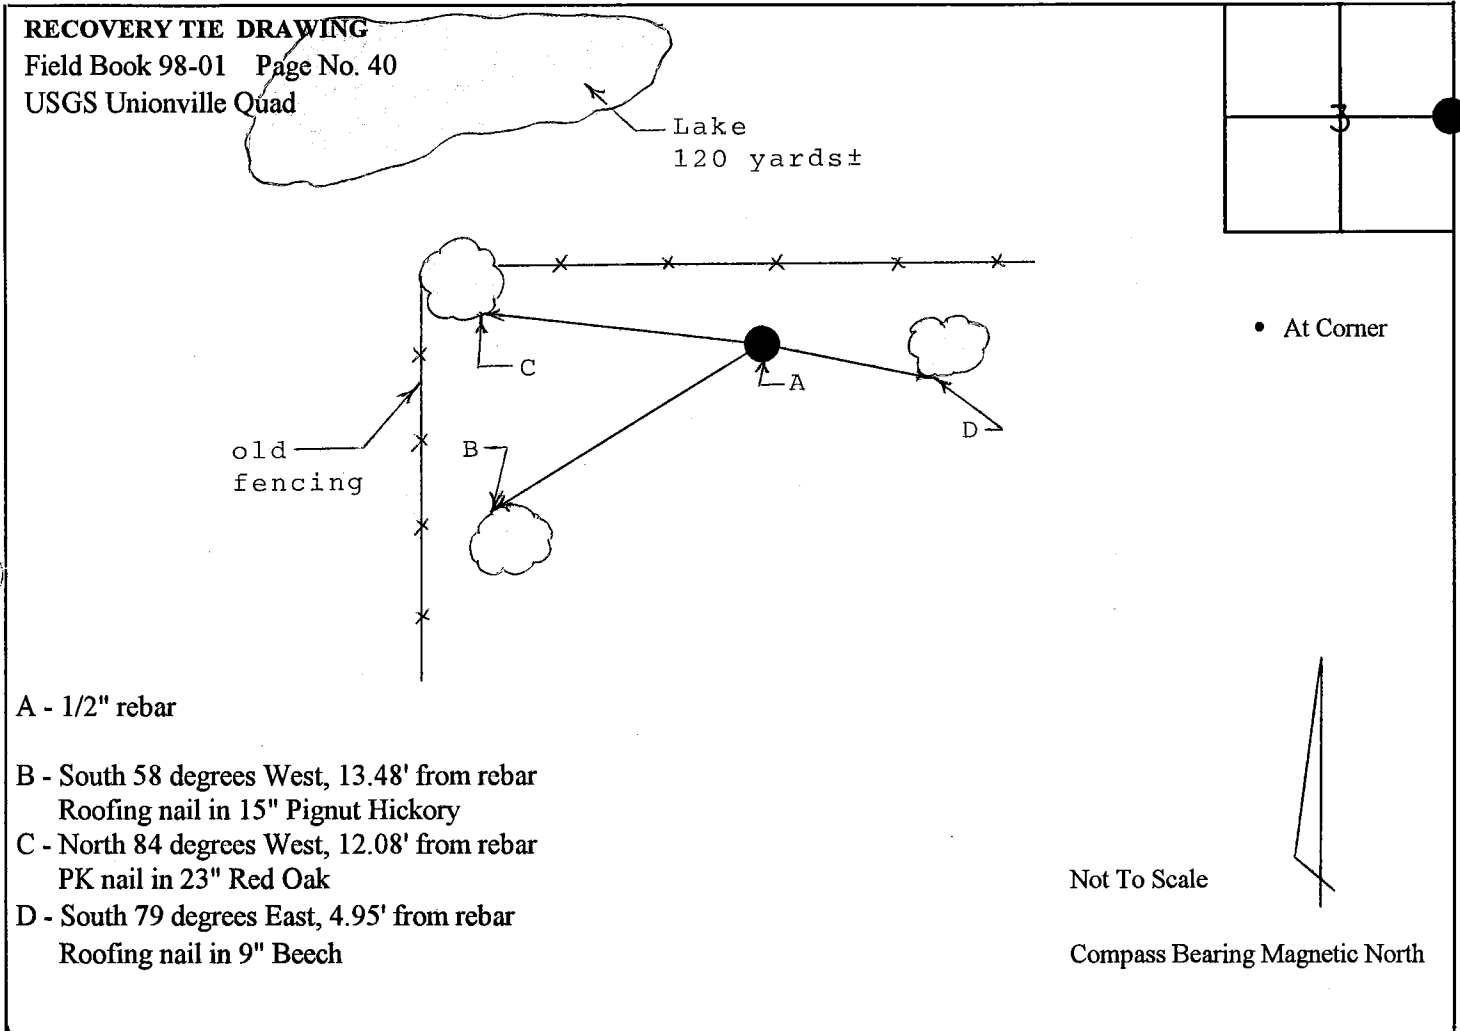 RECOVERY TIE DRAWING
Field Book 98-01 Page No. 40
USGS Unionville Quad
Lake
120 yards±
3
• At Corner
C
A
D
B
old
fencing
A - 1/2" rebar
B - South 58 degrees West, 13.48' from rebar
Roofing nail in 15" Pignut Hickory
C - North 84 degrees West, 12.08' from rebar
PK nail in 23" Red Oak
D - South 79 degrees East, 4.95' from rebar
Roofing nail in 9" Beech
Not To Scale
Compass Bearing Magnetic North